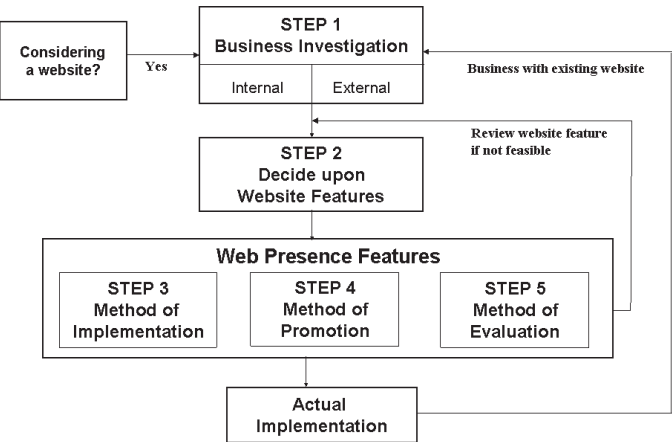 Considering
a website?
Yes
STEP 1
Business Investigation
Internal
External
Business with existing website
Review website feature
if not feasible
STEP 2
Decide upon
Website Features
Web Presence Features
STEP 3
Method of
Implementation
STEP 4
Method of
Promotion
STEP 5
Method of
Evaluation
Actual
Implementation